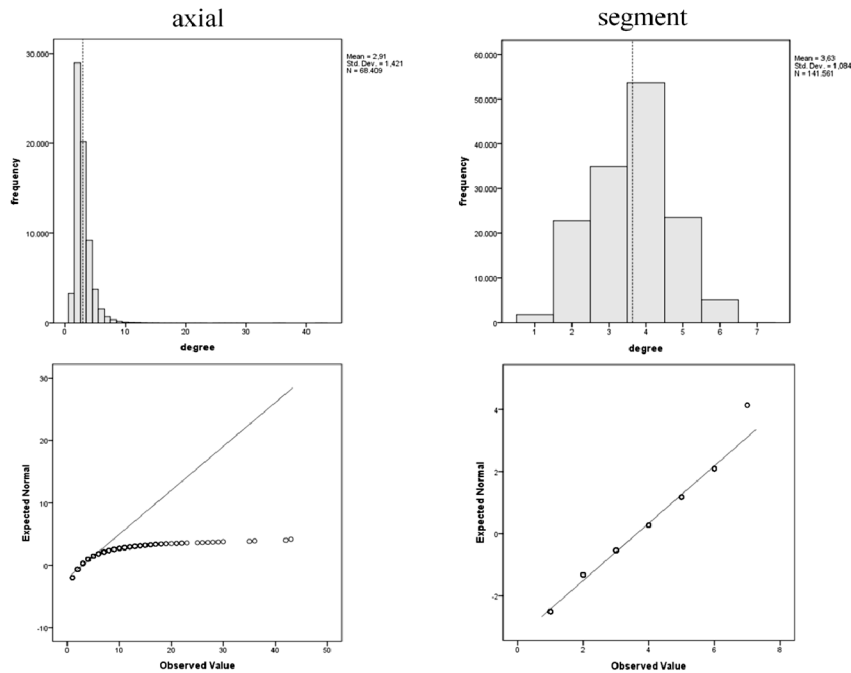 axial
segment
30.000
20.000
10.000
0
frequency
0
10
20
30
40
degree
Mean = 2,91
Std. Dev. = 1,421
N = 68.409
60.000
50.000
40.000
30.000
20.000
10.000
0
frequency
1
2
3
4
5
6
7
degree
Mean = 3,63
Std. Dev. = 1,084
N = 141.561
30
20
10
0
-10
Expected Normal
0
10
20
30
40
50
Observed Value
4
2
0
-2
Expected Normal
0
2
4
6
8
Observed Value